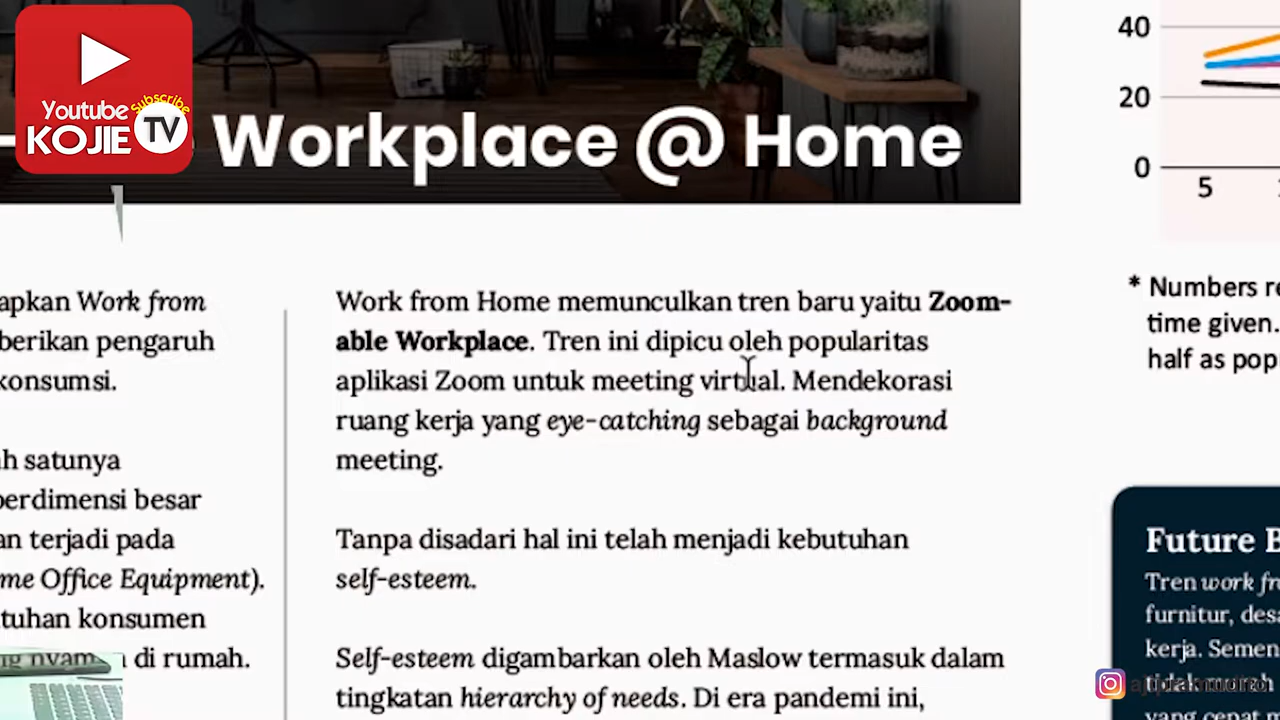 Youtube
Subscribe
KOJIE TV
Workplace @ Home
apkan Work from
berikan pengaruh
konsumsi.
h satunya
berdimensi besar
an terjadi pada
me Office Equipment).
tuhan konsumen
di rumah.
Work from Home memunculkan tren baru yaitu Zoom-
able Workplace. Tren ini dipicu oleh popularitas
aplikasi Zoom untuk meeting virtual. Mendekorasi
ruang kerja yang eye-catching sebagai background
meeting.
Tanpa disadari hal ini telah menjadi kebutuhan
self-esteem.
Self-esteem digambarkan oleh Maslow termasuk dalam
tingkatan hierarchy of needs. Di era pandemi ini,
40
20
0
5
* Numbers re
time given.
half as pop
Future B
Tren work fr
furnitur, desa
kerja. Semen
tidak murah
yang cepat m